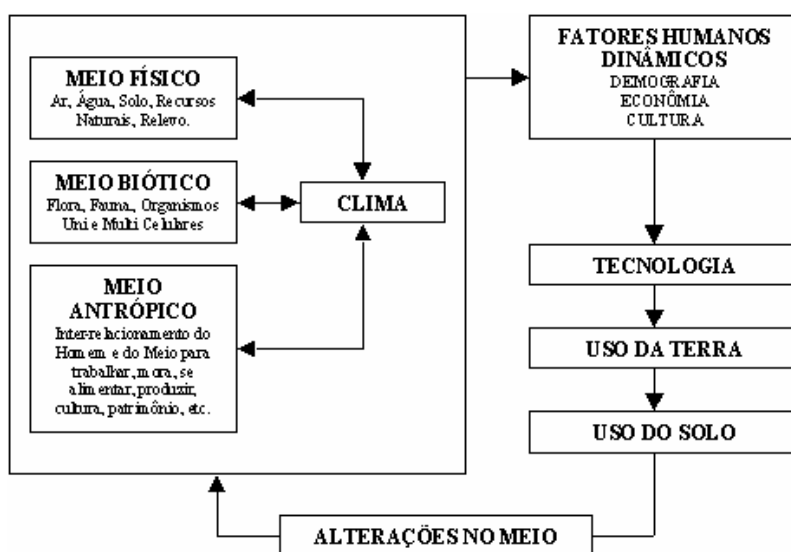 MEIO FÍSICO
Ar, Água, Solo, Recursos
Naturais, Relevo.
MEIO BIÓTICO
Flora, Fauna, Organismos
Uni e Multi Celulares
MEIO
ANTRÓPICO
Inter-relacionamento do
Homem e do Meio para
trabalhar, mora, se
alimentar, produzir,
cultura, patrimônio, etc.
CLIMA
FATORES HUMANOS
DINÂMICOS
DEMOGRAFIA
ECONÔMIA
CULTURA
TECNOLOGIA
USO DA TERRA
USO DO SOLO
ALTERAÇÕES NO MEIO